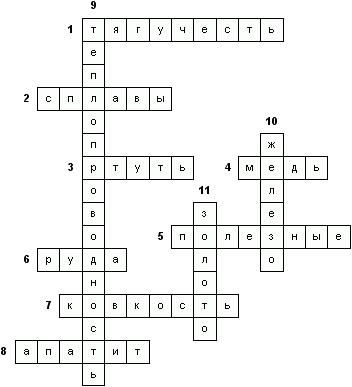 9
1 тягучесть
2 сплавы
10
3 ртуть
4 медь
11
5 полезные
6 руда
7 ковкость
8 апатит
теплопроводность
железо
золото